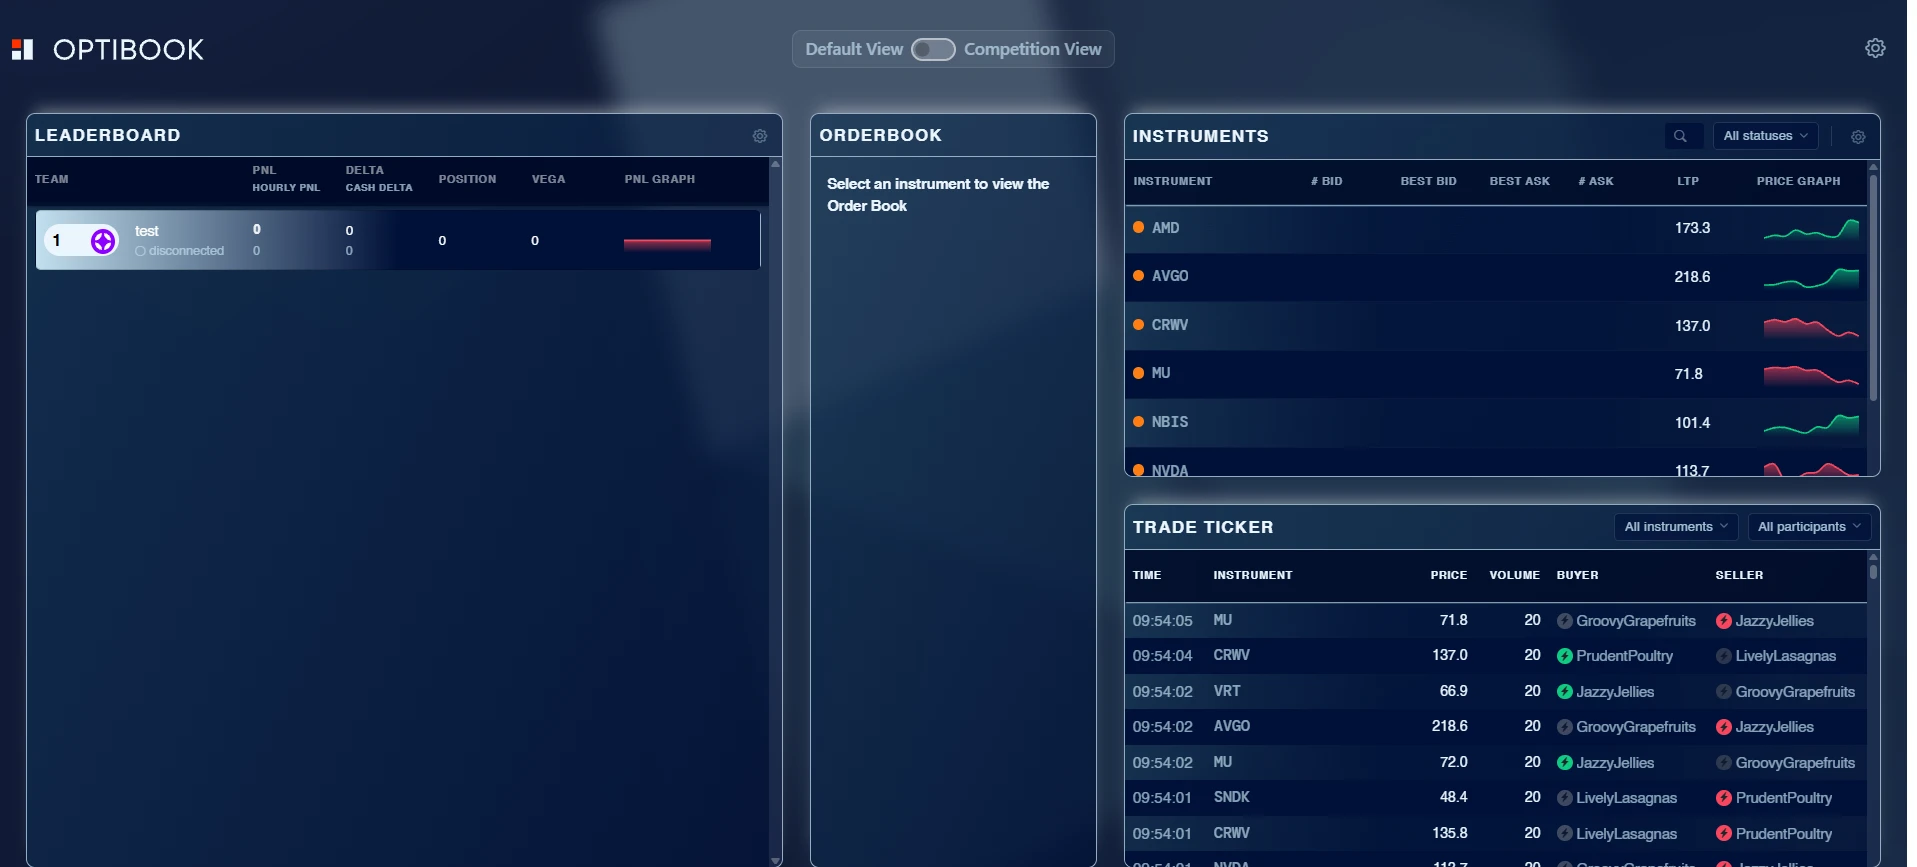 OPTIBOOK
Default View Competition View
LEADERBOARD
TEAM PNL HOURLY PNL DELTA CASH DELTA POSITION VEGA PNL GRAPH
1 test 0 0 0 0
disconnected 0 0
ORDERBOOK
Select an instrument to view the
Order Book
INSTRUMENTS All statuses
INSTRUMENT # BID BEST BID BEST ASK # ASK LTP PRICE GRAPH
AMD 173.3
AVGO 218.6
CRWV 137.0
MU 71.8
NBIS 101.4
NVDA 113.7
TRADE TICKER All instruments All participants
TIME INSTRUMENT PRICE VOLUME BUYER SELLER
09:54:05 MU 71.8 20 GroovyGrapefruits JazzyJellies
09:54:04 CRWV 137.0 20 PrudentPoultry LivelyLasagnas
09:54:02 VRT 66.9 20 JazzyJellies GroovyGrapefruits
09:54:02 AVGO 218.6 20 GroovyGrapefruits JazzyJellies
09:54:02 MU 72.0 20 JazzyJellies GroovyGrapefruits
09:54:01 SNDK 48.4 20 LivelyLasagnas PrudentPoultry
09:54:01 CRWV 135.8 20 LivelyLasagnas PrudentPoultry